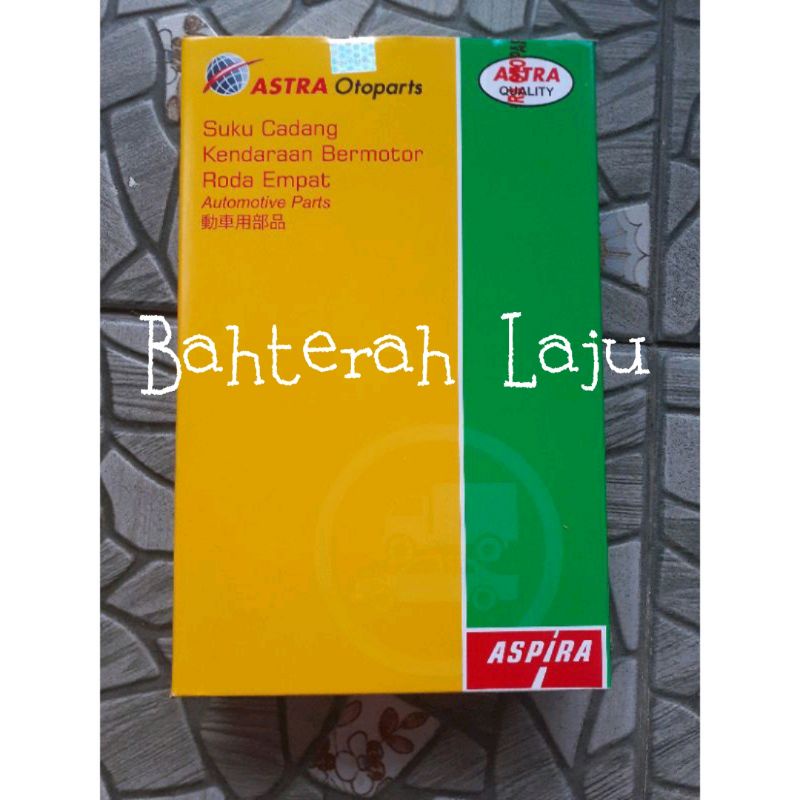 ASTRA Otoparts
ASTRA
QUALITY
Suku Cadang
Kendaraan Bermotor
Roda Empat
Automotive Parts
動車用部品
Bahterah Laju
ASPIRA